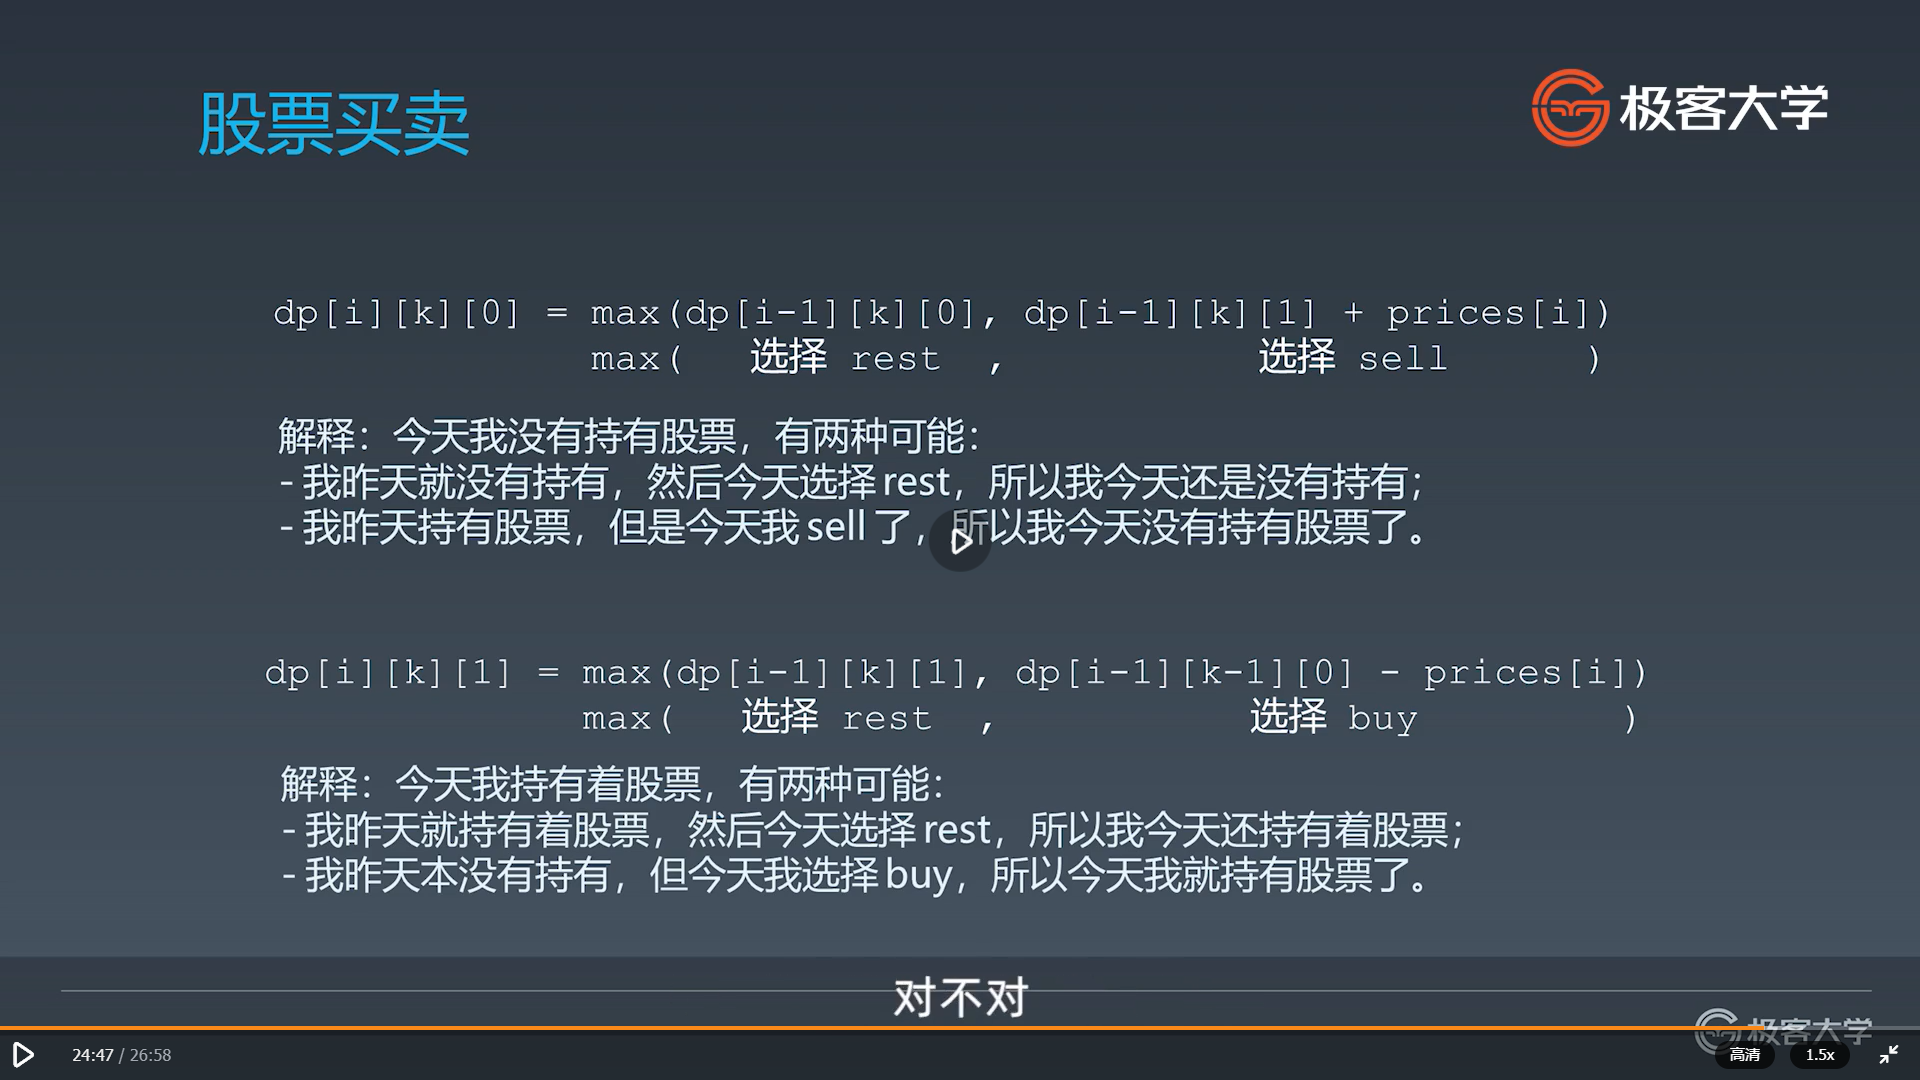 股票买卖
极客大学
dp[i][k][0] = max(dp[i-1][k][0], dp[i-1][k][1] + prices[i])
max( 选择 rest , 选择 sell )
解释：今天我没有持有股票，有两种可能：
- 我昨天就没有持有，然后今天选择 rest，所以我今天还是没有持有；
- 我昨天持有股票，但是今天我 sell 了，所以我今天没有持有股票了。
dp[i][k][1] = max(dp[i-1][k][1], dp[i-1][k-1][0] - prices[i])
max( 选择 rest , 选择 buy )
解释：今天我持有着股票，有两种可能：
- 我昨天就持有着股票，然后今天选择 rest，所以我今天还持有着股票；
- 我昨天本没有持有，但今天我选择 buy，所以今天我就持有股票了。
对不对
极客大学
24:47 / 26:58
高清
1.5x